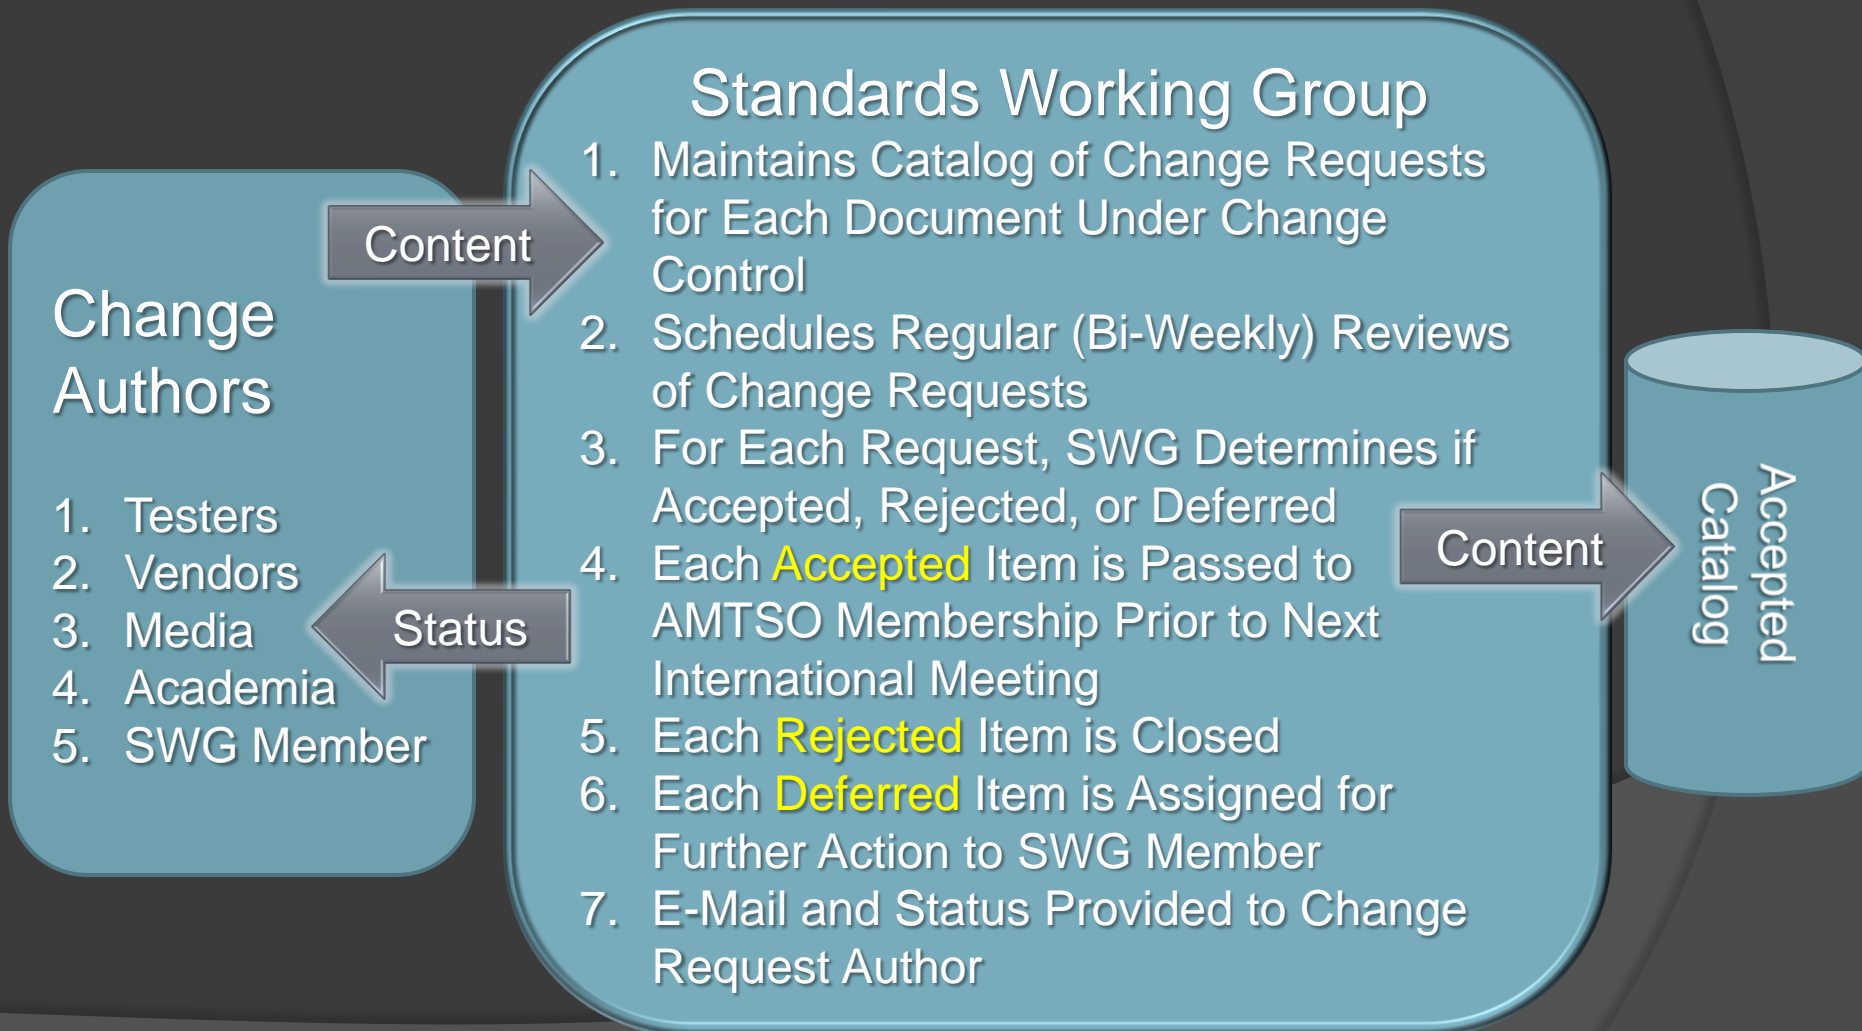 Change
Authors
1. Testers
2. Vendors
3. Media
4. Academia
5. SWG Member
Content
Status
Standards Working Group
1. Maintains Catalog of Change Requests
for Each Document Under Change
Control
2. Schedules Regular (Bi-Weekly) Reviews
of Change Requests
3. For Each Request, SWG Determines if
Accepted, Rejected, or Deferred
4. Each Accepted Item is Passed to
AMTSO Membership Prior to Next
International Meeting
5. Each Rejected Item is Closed
6. Each Deferred Item is Assigned for
Further Action to SWG Member
7. E-Mail and Status Provided to Change
Request Author
Content
Accepted
Catalog